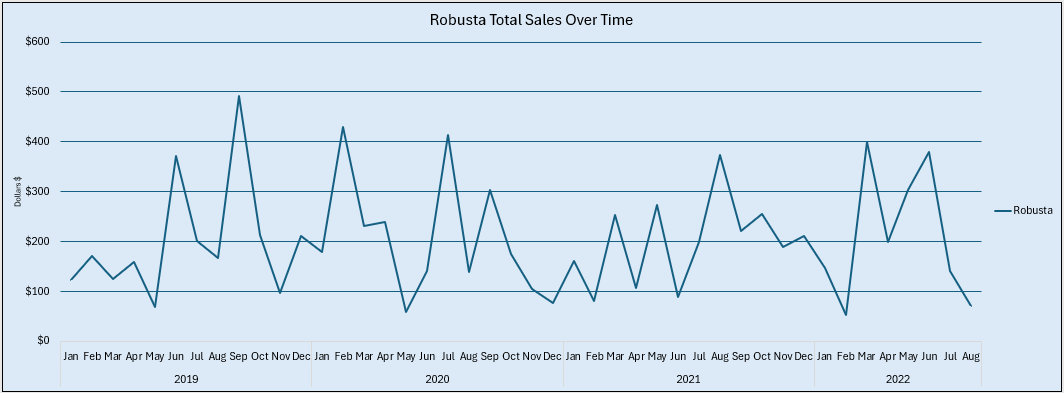 Robusta Total Sales Over Time
$600
$500
$400
$300
$200
$100
$0
Dollars $
Robusta
Jan Feb Mar Apr May Jun Jul Aug Sep Oct Nov Dec Jan Feb Mar Apr May Jun Jul Aug Sep Oct Nov Dec Jan Feb Mar Apr May Jun Jul Aug Sep Oct Nov Dec Jan Feb Mar Apr May Jun Jul Aug
2019 2020 2021 2022